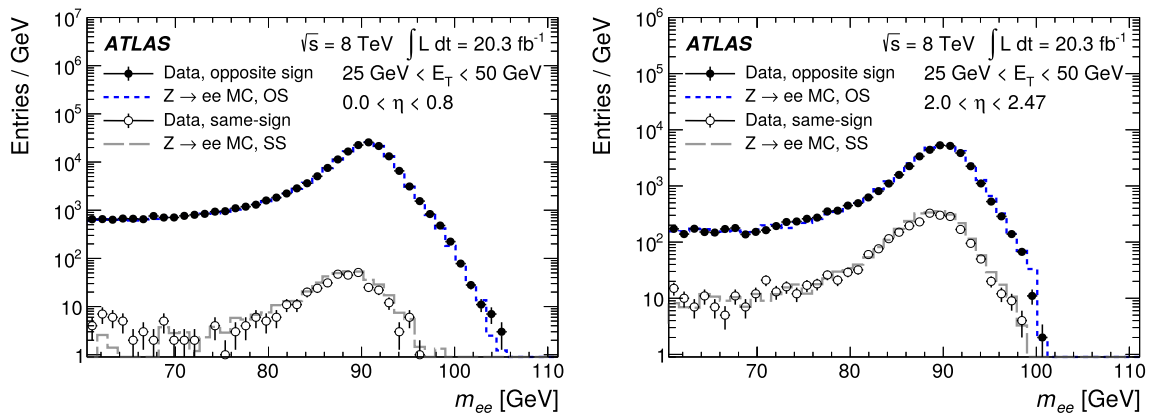 Entries / GeV
10⁷
10⁶
10⁵
10⁴
10³
10²
10
1
ATLAS
√s = 8 TeV ∫L dt = 20.3 fb⁻¹
Data, opposite sign
25 GeV < E_T < 50 GeV
Z → ee MC, OS
0.0 < η < 0.8
Data, same-sign
Z → ee MC, SS
70 80 90 100 110
m_ee [GeV]
Entries / GeV
10⁶
10⁵
10⁴
10³
10²
10
1
ATLAS
√s = 8 TeV ∫L dt = 20.3 fb⁻¹
Data, opposite sign
25 GeV < E_T < 50 GeV
Z → ee MC, OS
2.0 < η < 2.47
Data, same-sign
Z → ee MC, SS
70 80 90 100 110
m_ee [GeV]